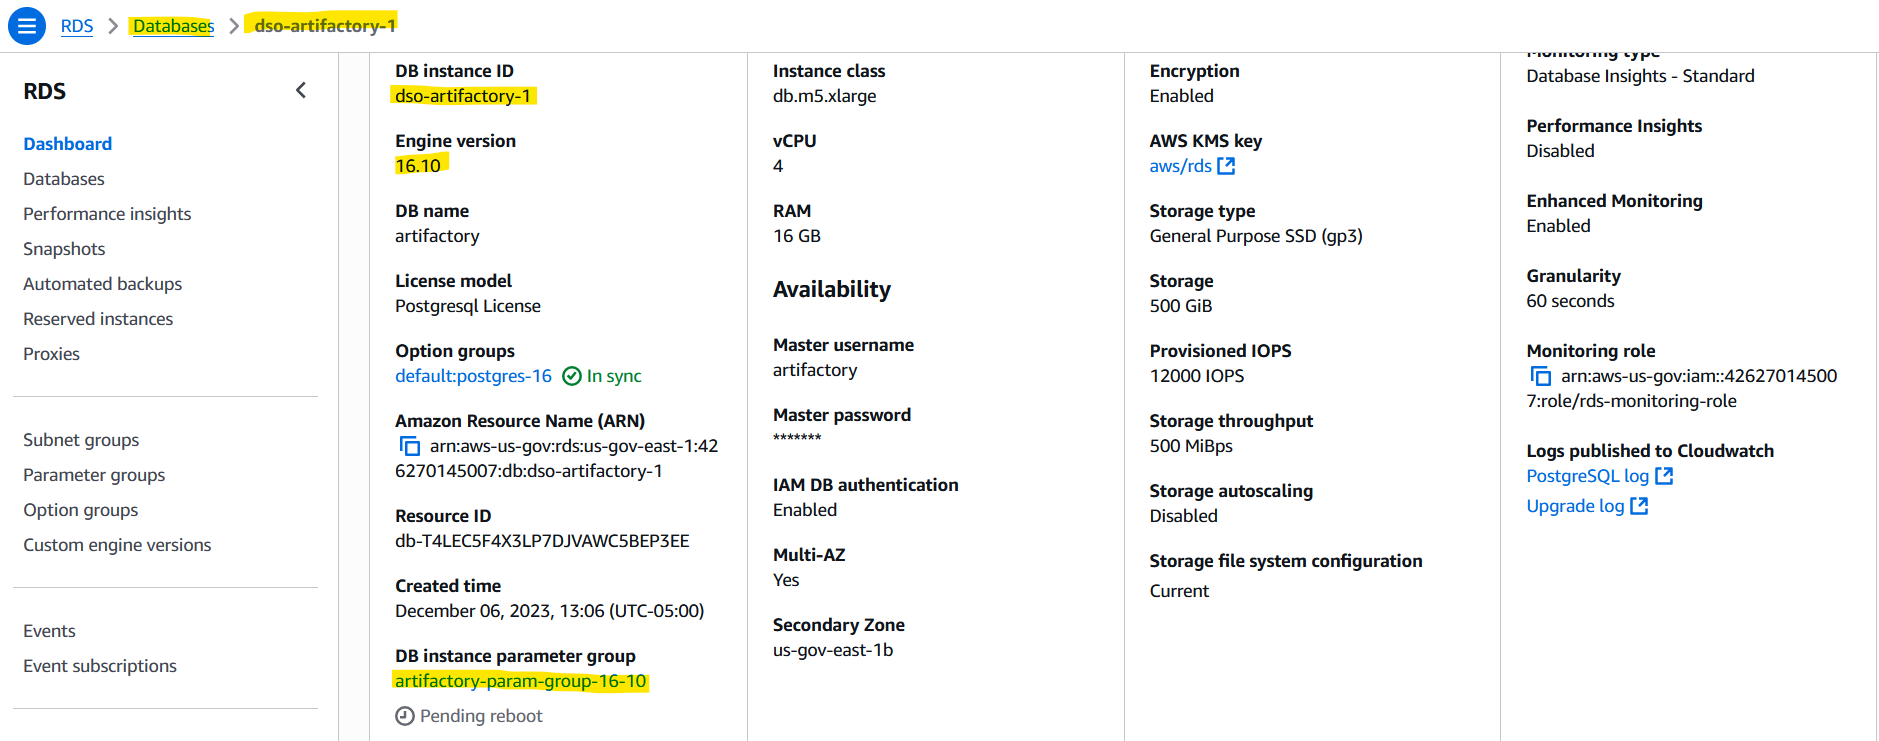 RDS > Databases > dso-artifactory-1
RDS
Dashboard
Databases
Performance insights
Snapshots
Automated backups
Reserved instances
Proxies
Subnet groups
Parameter groups
Option groups
Custom engine versions
Events
Event subscriptions
DB instance ID
dso-artifactory-1
Engine version
16.10
DB name
artifactory
License model
Postgresql License
Option groups
default:postgres-16 In sync
Amazon Resource Name (ARN)
arn:aws-us-gov:rds:us-gov-east-1:42
6270145007:db:dso-artifactory-1
Resource ID
db-T4LEC5F4X3LP7DJVAWC5BEP3EE
Created time
December 06, 2023, 13:06 (UTC-05:00)
DB instance parameter group
artifactory-param-group-16-10
Pending reboot
Instance class
db.m5.xlarge
vCPU
4
RAM
16 GB
Availability
Master username
artifactory
Master password
*******
IAM DB authentication
Enabled
Multi-AZ
Yes
Secondary Zone
us-gov-east-1b
Encryption
Enabled
AWS KMS key
aws/rds
Storage type
General Purpose SSD (gp3)
Storage
500 GiB
Provisioned IOPS
12000 IOPS
Storage throughput
500 MiBps
Storage autoscaling
Disabled
Storage file system configuration
Current
Monitoring type
Database Insights - Standard
Performance Insights
Disabled
Enhanced Monitoring
Enabled
Granularity
60 seconds
Monitoring role
arn:aws-us-gov:iam::42627014500
7:role/rds-monitoring-role
Logs published to Cloudwatch
PostgreSQL log
Upgrade log